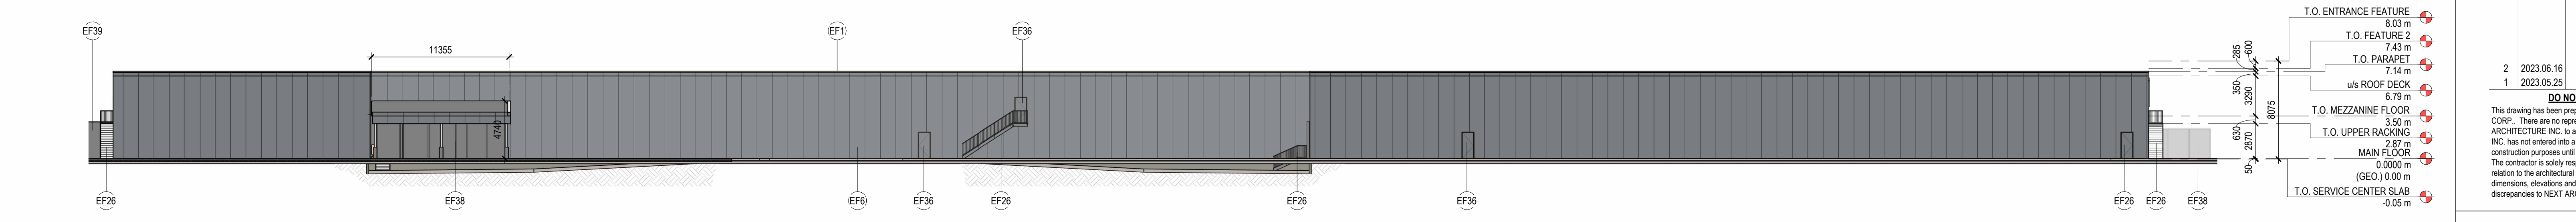 EF39
EF1
EF36
11355
4740
EF26
EF38
EF6
EF36
EF26
EF26
EF36
EF26
EF26
EF38
T.O. ENTRANCE FEATURE
8.03 m
T.O. FEATURE 2
7.43 m
T.O. PARAPET
7.14 m
u/s ROOF DECK
6.79 m
T.O. MEZZANINE FLOOR
3.50 m
T.O. UPPER RACKING
2.87 m
MAIN FLOOR
0.0000 m
(GEO.) 0.00 m
T.O. SERVICE CENTER SLAB
-0.05 m
285
600
350
3290
630
2870
50
8075
2 2023.06.16
1 2023.05.25
DO NO
This drawing has been prep
CORP.. There are no repre
ARCHITECTURE INC. to a
INC. has not entered into a
construction purposes until
The contractor is solely res
relation to the architectural
dimensions, elevations and
discrepancies to NEXT AR